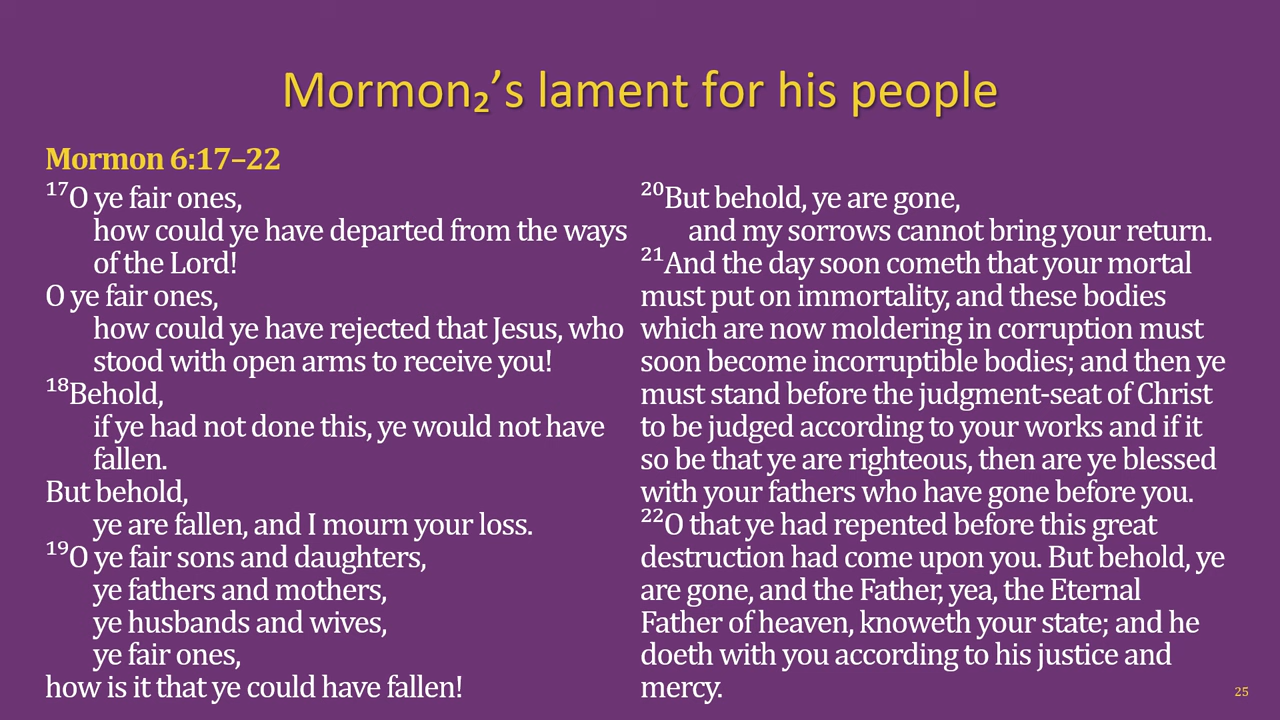 Mormon₂’s lament for his people
Mormon 6:17–22
¹⁷O ye fair ones,
how could ye have departed from the ways
of the Lord!
O ye fair ones,
how could ye have rejected that Jesus, who
stood with open arms to receive you!
¹⁸Behold,
if ye had not done this, ye would not have
fallen.
But behold,
ye are fallen, and I mourn your loss.
¹⁹O ye fair sons and daughters,
ye fathers and mothers,
ye husbands and wives,
ye fair ones,
how is it that ye could have fallen!
²⁰But behold, ye are gone,
and my sorrows cannot bring your return.
²¹And the day soon cometh that your mortal
must put on immortality, and these bodies
which are now moldering in corruption must
soon become incorruptible bodies; and then ye
must stand before the judgment-seat of Christ
to be judged according to your works and if it
so be that ye are righteous, then are ye blessed
with your fathers who have gone before you.
²²O that ye had repented before this great
destruction had come upon you. But behold, ye
are gone, and the Father, yea, the Eternal
Father of heaven, knoweth your state; and he
doeth with you according to his justice and
mercy.
25